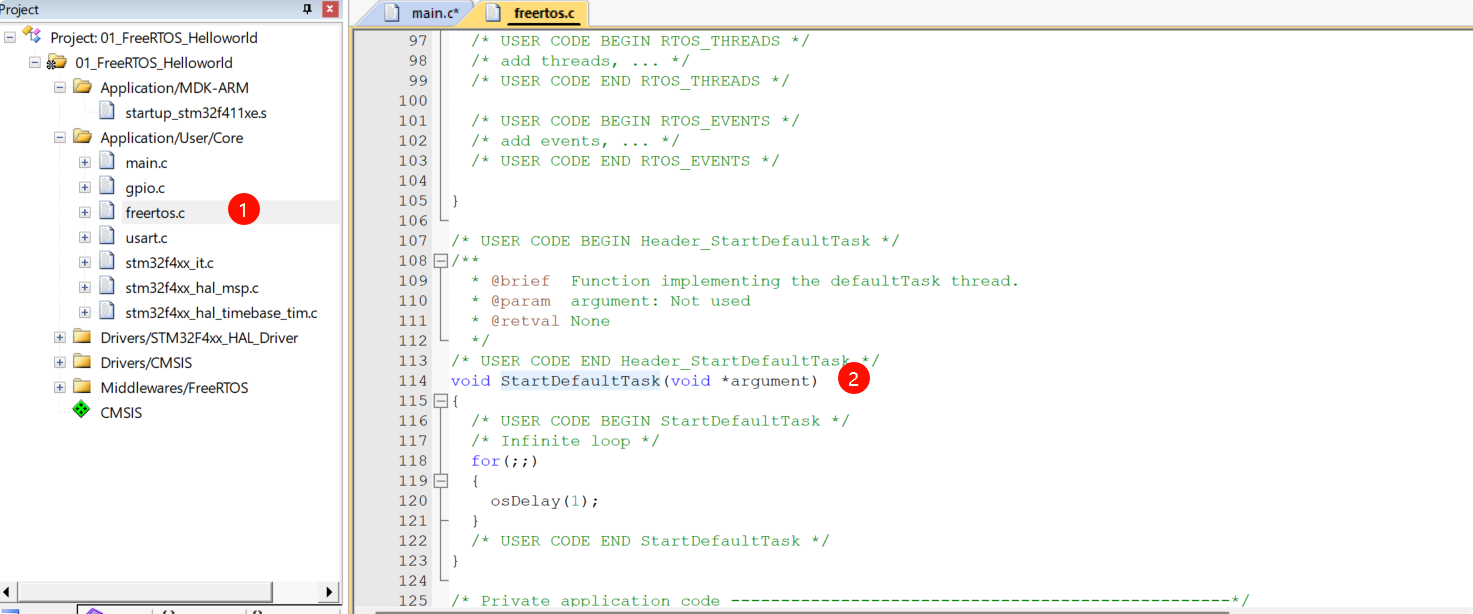 Project
Project: 01_FreeRTOS_Helloworld
01_FreeRTOS_Helloworld
Application/MDK-ARM
startup_stm32f411xe.s
Application/User/Core
main.c
gpio.c
freertos.c
1
usart.c
stm32f4xx_it.c
stm32f4xx_hal_msp.c
stm32f4xx_hal_timebase_tim.c
Drivers/STM32F4xx_HAL_Driver
Drivers/CMSIS
Middlewares/FreeRTOS
CMSIS
main.c*
freertos.c
97 /* USER CODE BEGIN RTOS_THREADS */
98 /* add threads, ... */
99 /* USER CODE END RTOS_THREADS */
100
101 /* USER CODE BEGIN RTOS_EVENTS */
102 /* add events, ... */
103 /* USER CODE END RTOS_EVENTS */
104
105 }
106
107 /* USER CODE BEGIN Header_StartDefaultTask */
108 /**
109 * @brief  Function implementing the defaultTask thread.
110 * @param  argument: Not used
111 * @retval None
112 */
113 /* USER CODE END Header_StartDefaultTask */
114 void StartDefaultTask(void *argument)
2
115 {
116 /* USER CODE BEGIN StartDefaultTask */
117 /* Infinite loop */
118 for(;;)
119 {
120 osDelay(1);
121 }
122 /* USER CODE END StartDefaultTask */
123 }
124
125 /* Private application code --------------------------------------------------*/